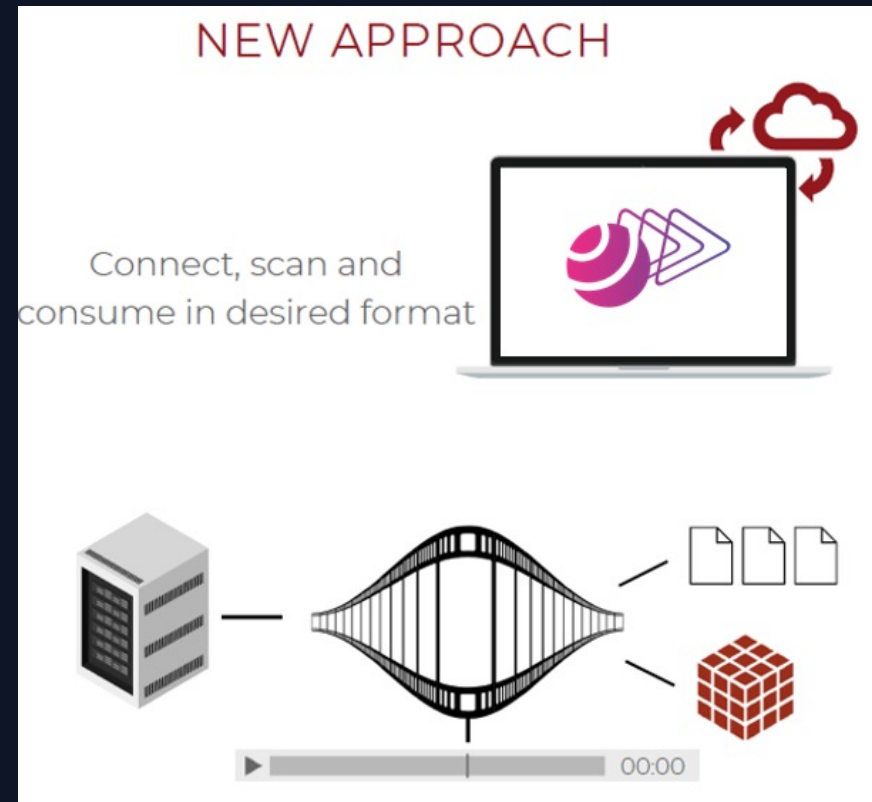 NEW APPROACH
Connect, scan and
consume in desired format
00:00